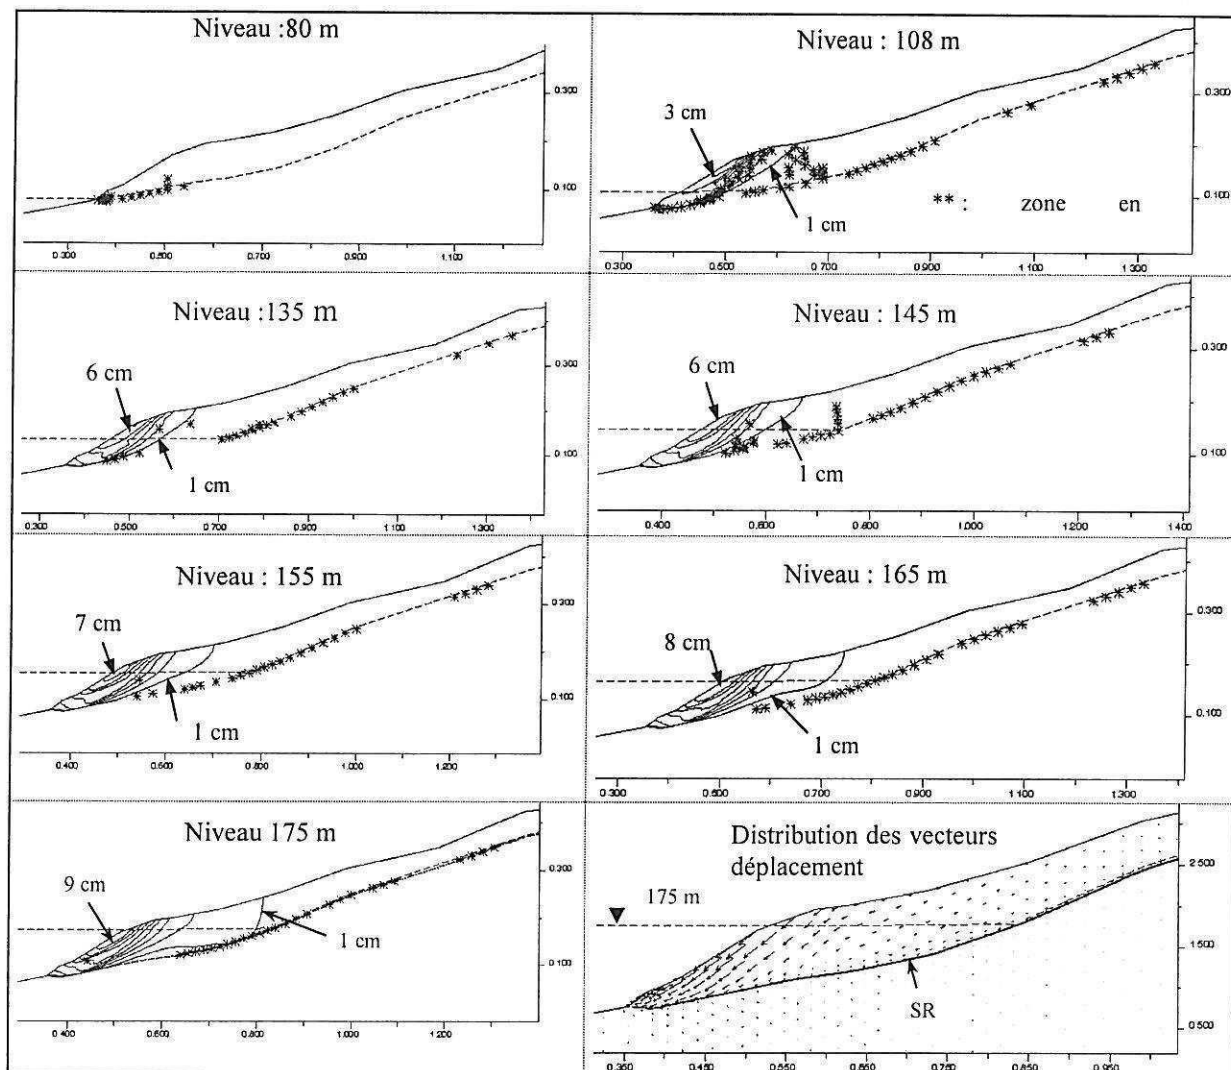 Niveau :80 m
0.300
0.100
0.300
0.500
0.700
0.900
1.100
Niveau : 108 m
3 cm
1 cm
** : zone en
0.300
0.100
0.300
0.500
0.700
0.900
1.100
1.300
Niveau :135 m
6 cm
1 cm
0.300
0.100
0.300
0.500
0.700
0.900
1.100
1.300
Niveau : 145 m
6 cm
1 cm
0.300
0.100
0.400
0.600
0.800
1.000
1.200
1.400
Niveau : 155 m
7 cm
1 cm
0.300
0.100
0.400
0.600
0.800
1.000
1.200
Niveau : 165 m
8 cm
1 cm
0.300
0.100
0.300
0.500
0.700
0.900
1.100
1.300
Niveau 175 m
9 cm
1 cm
0.300
0.100
0.400
0.600
0.800
1.000
1.200
Distribution des vecteurs
déplacement
175 m
SR
2.500
1.500
0.500
0.350
0.450
0.550
0.650
0.750
0.850
0.950